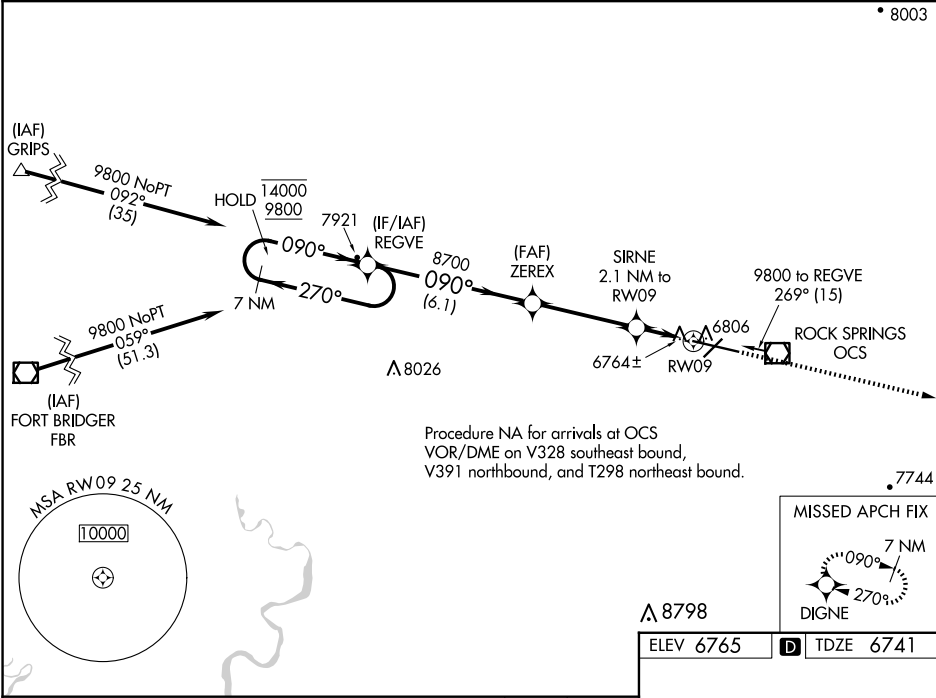 8003
(IAF)
GRIPS
9800 NoPT
092°
(35)
HOLD
14000
9800
7921
(IF/IAF)
REGVE
090°
270°
7 NM
8700
090°
(6.1)
(FAF)
ZEREX
SIRNE
2.1 NM to
RW09
9800 to REGVE
269° (15)
6806
ROCK SPRINGS
OCS
6764±
RW09
9800 NoPT
059°
(51.3)
(IAF)
FORT BRIDGER
FBR
8026
Procedure NA for arrivals at OCS
VOR/DME on V328 southeast bound,
V391 northbound, and T298 northeast bound.
7744
MSA RW09 25 NM
10000
MISSED APCH FIX
7 NM
090°
270°
DIGNE
8798
ELEV 6765 D TDZE 6741